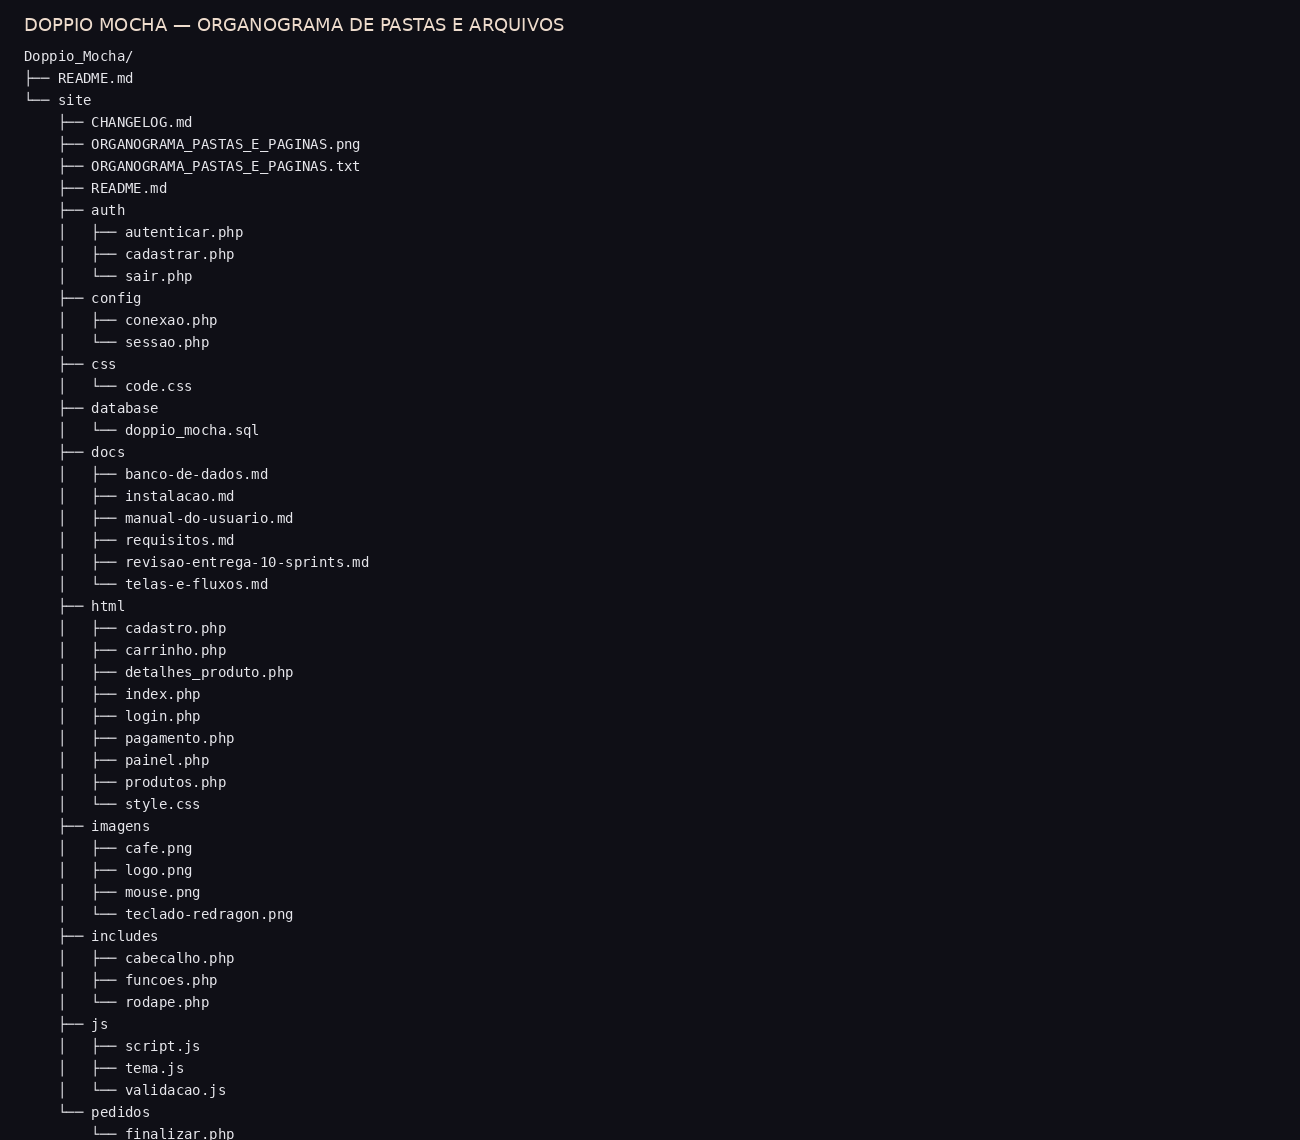 DOPPIO MOCHA — ORGANOGRAMA DE PASTAS E ARQUIVOS
Doppio_Mocha/
├── README.md
└── site
    ├── CHANGELOG.md
    ├── ORGANOGRAMA_PASTAS_E_PAGINAS.png
    ├── ORGANOGRAMA_PASTAS_E_PAGINAS.txt
    ├── README.md
    ├── auth
    │   ├── autenticar.php
    │   ├── cadastrar.php
    │   └── sair.php
    ├── config
    │   ├── conexao.php
    │   └── sessao.php
    ├── css
    │   └── code.css
    ├── database
    │   └── doppio_mocha.sql
    ├── docs
    │   ├── banco-de-dados.md
    │   ├── instalacao.md
    │   ├── manual-do-usuario.md
    │   ├── requisitos.md
    │   ├── revisao-entrega-10-sprints.md
    │   └── telas-e-fluxos.md
    ├── html
    │   ├── cadastro.php
    │   ├── carrinho.php
    │   ├── detalhes_produto.php
    │   ├── index.php
    │   ├── login.php
    │   ├── pagamento.php
    │   ├── painel.php
    │   ├── produtos.php
    │   └── style.css
    ├── imagens
    │   ├── cafe.png
    │   ├── logo.png
    │   ├── mouse.png
    │   └── teclado-redragon.png
    ├── includes
    │   ├── cabecalho.php
    │   ├── funcoes.php
    │   └── rodape.php
    ├── js
    │   ├── script.js
    │   ├── tema.js
    │   └── validacao.js
    └── pedidos
        └── finalizar.php